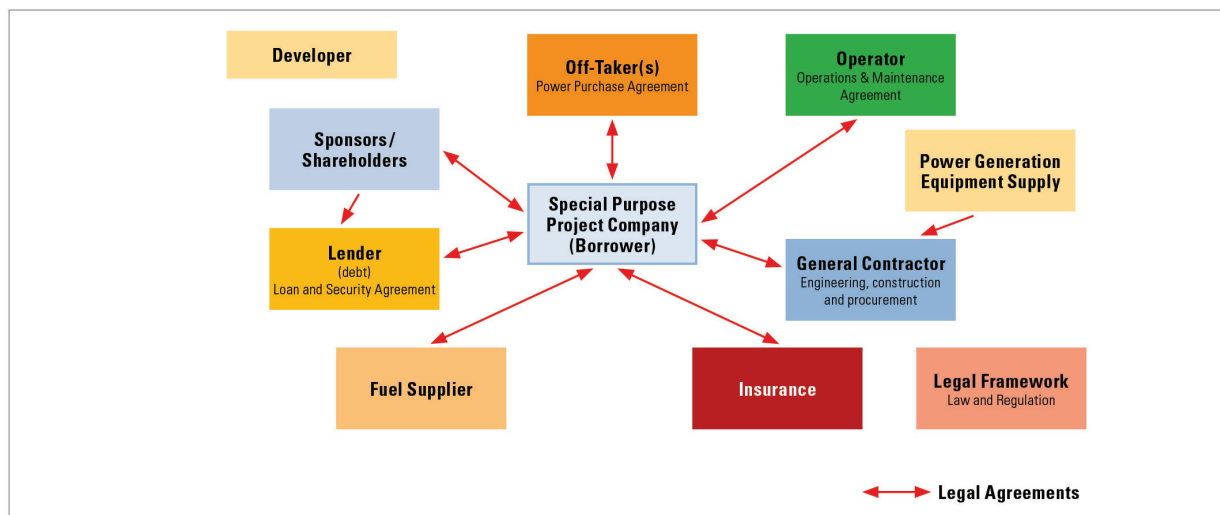 Developer
Off-Taker(s)
Power Purchase Agreement
Operator
Operations & Maintenance
Agreement
Sponsors/
Shareholders
Power Generation
Equipment Supply
Special Purpose
Project Company
(Borrower)
Lender
(debt)
Loan and Security Agreement
General Contractor
Engineering, construction
and procurement
Fuel Supplier
Insurance
Legal Framework
Law and Regulation
Legal Agreements